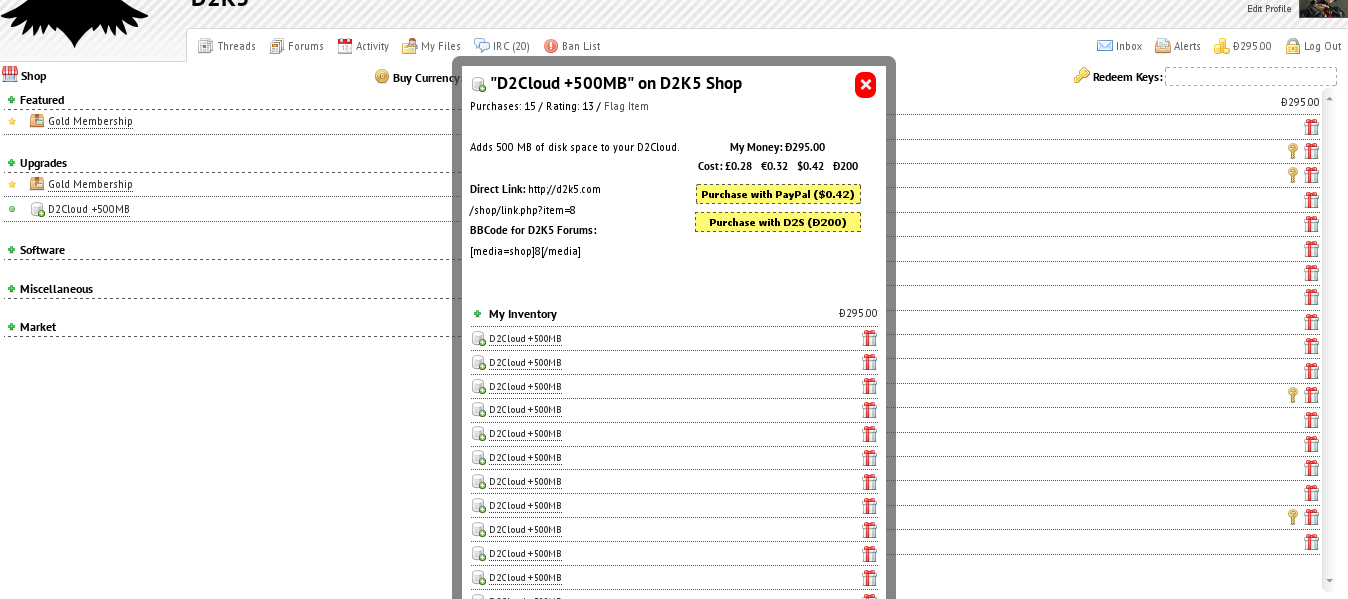 D2K5
Edit Profile
Threads Forums Activity My Files IRC (20) Ban List Inbox Alerts Đ295.00 Log Out
Shop
Buy Currency
Redeem Keys:
Featured
Gold Membership
Upgrades
Gold Membership
D2Cloud +500MB
Software
Miscellaneous
Market
Đ295.00
"D2Cloud +500MB" on D2K5 Shop
Purchases: 15 / Rating: 13 / Flag Item
Adds 500 MB of disk space to your D2Cloud.
Direct Link: http://d2k5.com
/shop/link.php?item=8
BBCode for D2K5 Forums:
[media=shop]8[/media]
My Money: Đ295.00
Cost: £0.28 €0.32 $0.42 Đ200
Purchase with PayPal ($0.42)
Purchase with D2S (Đ200)
My Inventory Đ295.00
D2Cloud +500MB
D2Cloud +500MB
D2Cloud +500MB
D2Cloud +500MB
D2Cloud +500MB
D2Cloud +500MB
D2Cloud +500MB
D2Cloud +500MB
D2Cloud +500MB
D2Cloud +500MB
D2Cloud +500MB
D2Cloud +500MB